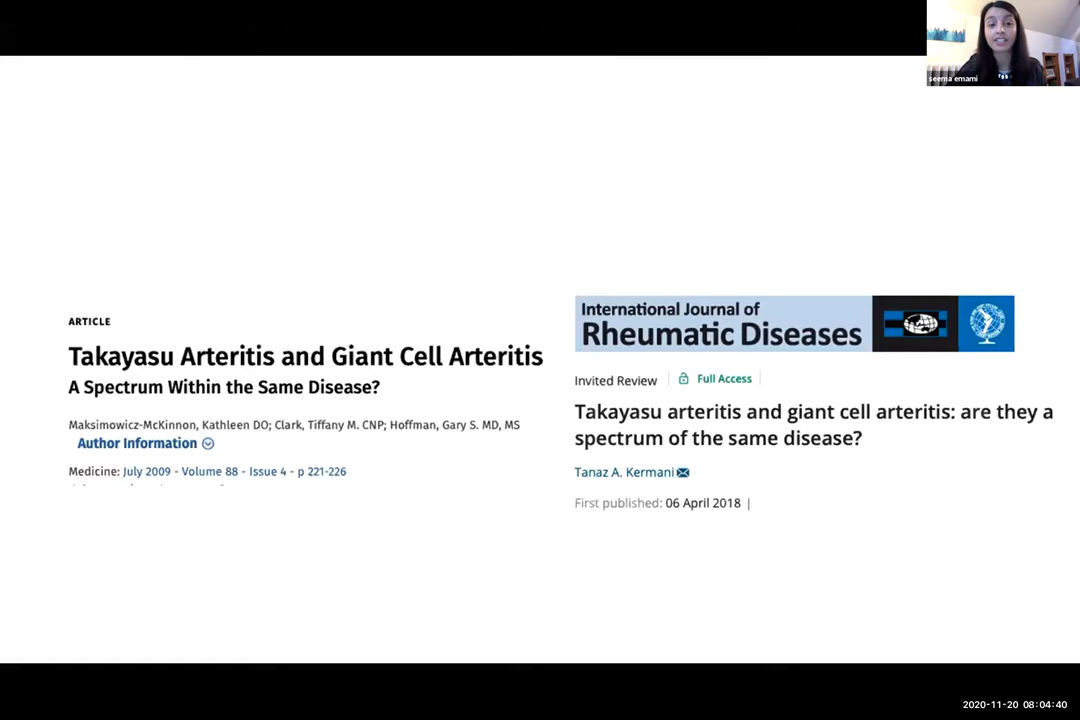 seema emami
ARTICLE
Takayasu Arteritis and Giant Cell Arteritis
A Spectrum Within the Same Disease?
Maksimowicz-McKinnon, Kathleen DO; Clark, Tiffany M. CNP; Hoffman, Gary S. MD, MS
Author Information
Medicine: July 2009 - Volume 88 - Issue 4 - p 221-226
International Journal of
Rheumatic Diseases
Invited Review
Full Access
Takayasu arteritis and giant cell arteritis: are they a
spectrum of the same disease?
Tanaz A. Kermani
First published: 06 April 2018
2020-11-20 08:04:40